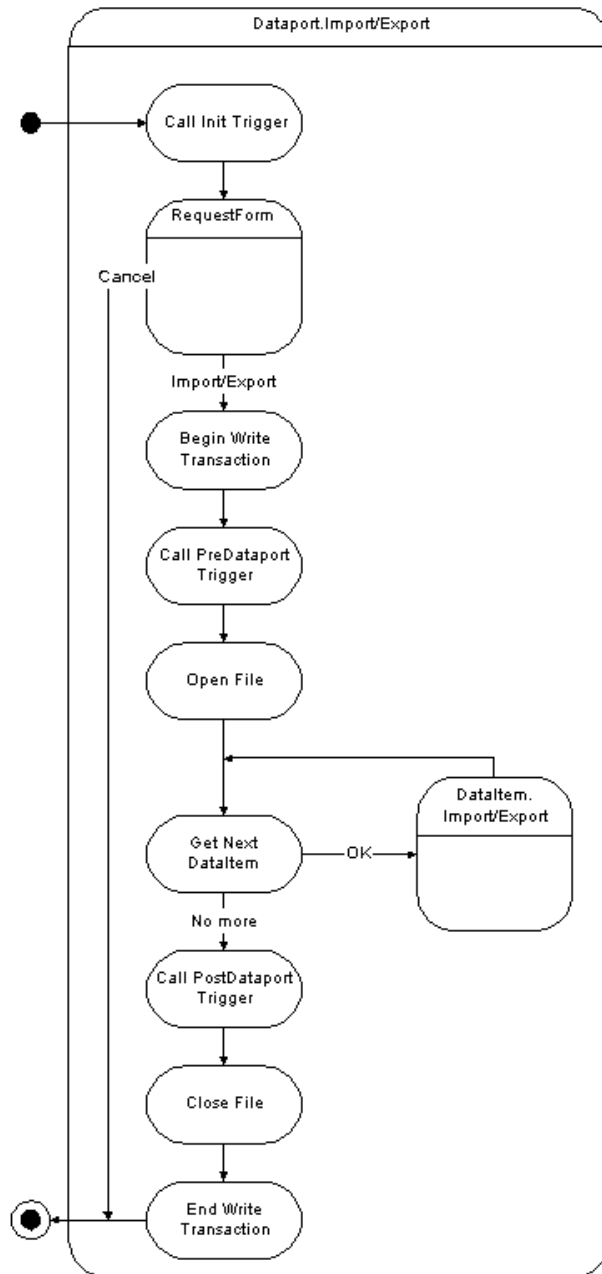 Dataport.Import/Export
Call Init Trigger
RequestForm
Cancel
Import/Export
Begin Write
Transaction
Call PreDataport
Trigger
Open File
DataItem.
Import/Export
Get Next
DataItem
OK
No more
Call PostDataport
Trigger
Close File
End Write
Transaction